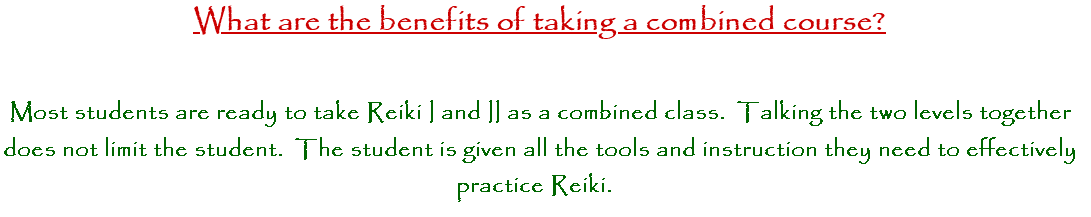 What are the benefits of taking a combined course?
Most students are ready to take Reiki I and II as a combined class. Talking the two levels together
does not limit the student. The student is given all the tools and instruction they need to effectively
practice Reiki.